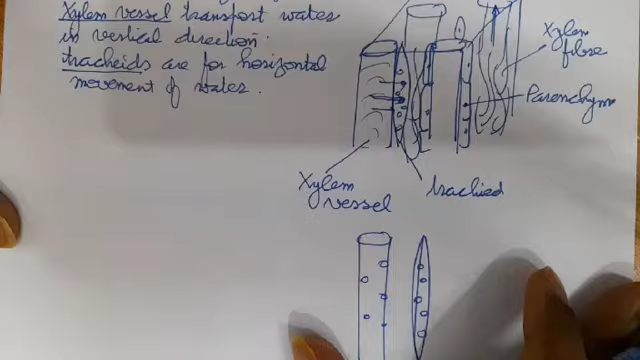 Xylem vessel transport water
in vertical direction.
tracheids are for horizontal
movement of water.
Xylem
fibre
Parenchyma
Xylem
vessel
trachied